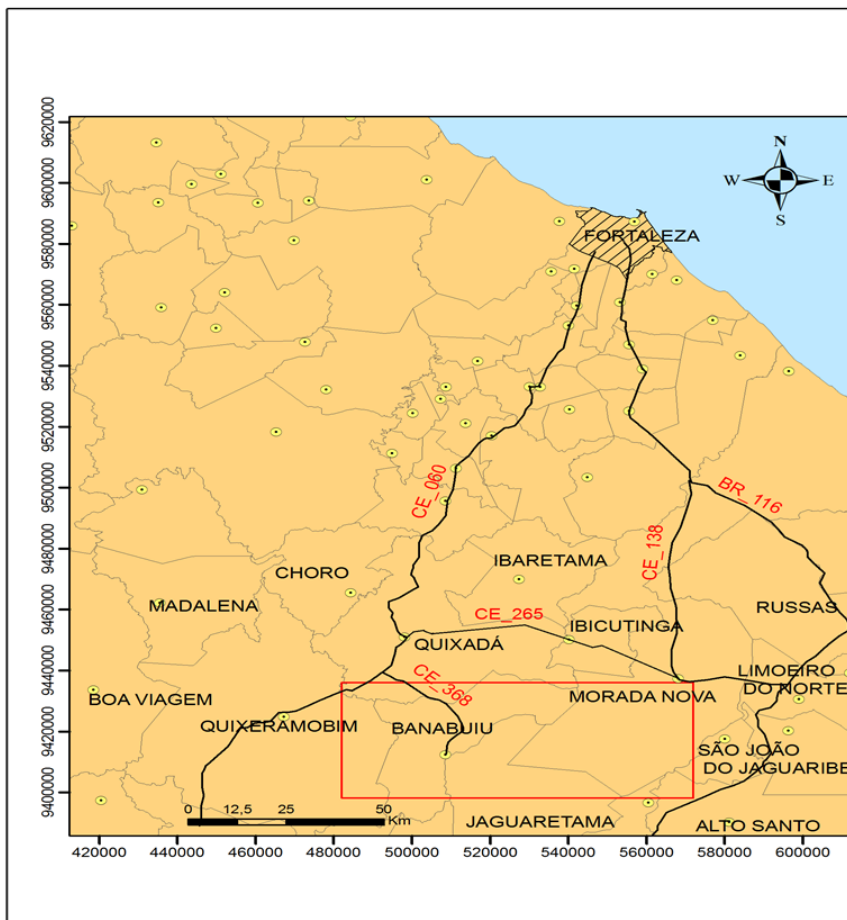 N
W E
S
9620000
9600000
9580000
9560000
9540000
9520000
9500000
9480000
9460000
9440000
9420000
9400000
FORTALEZA
CE_060
BR_116
CE_138
IBARETAMA
CHORO
MADALENA
CE_265
RUSSAS
IBICUTINGA
QUIXADÁ
CE_368
LIMOEIRO
DO NORTE
BOA VIAGEM
MORADA NOVA
QUIXERAMOBIM
BANABUIU
SÃO JOÃO
DO JAGUARIBE
0 12,5 25 50
Km
JAGUARETAMA
ALTO SANTO
420000 440000 460000 480000 500000 520000 540000 560000 580000 600000